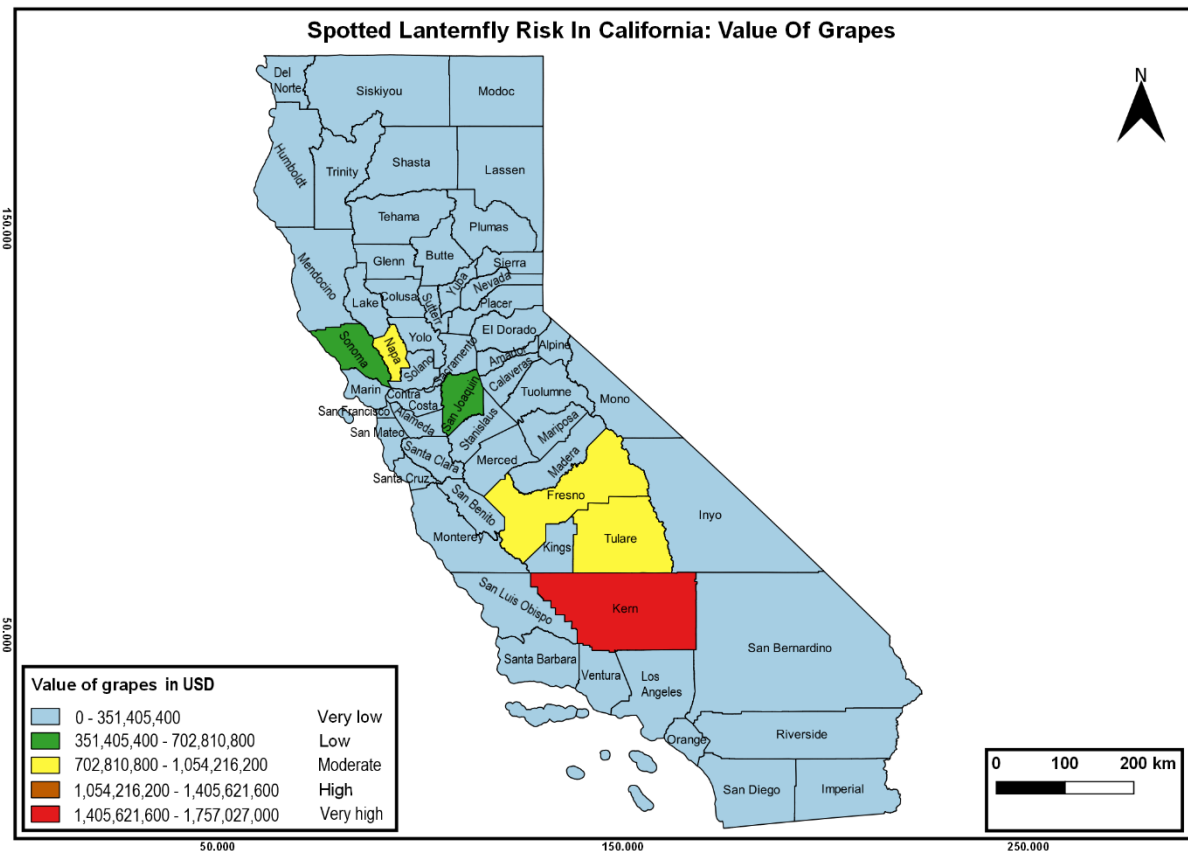 Spotted Lanternfly Risk In California: Value Of Grapes
N
Del
Norte
Siskiyou
Modoc
Humboldt
Trinity
Shasta
Lassen
Tehama
Plumas
Mendocino
Glenn
Butte
Sierra
Yuba
Nevada
Lake
Colusa
Sutterr
Placer
Sonoma
Napa
Yolo
El Dorado
Solano
Sacramento
Amador
Alpine
Marin
Contra
Costa
San Joaquin
Calaveras
Tuolumne
Mono
San Francisco
Alameda
Stanislaus
Mariposa
San Mateo
Santa Clara
Merced
Madera
Santa Cruz
San Benito
Fresno
Inyo
Monterey
Kings
Tulare
San Luis Obispo
Kern
San Bernardino
Santa Barbara
Ventura
Los
Angeles
Orange
Riverside
San Diego
Imperial
Value of grapes in USD
0 - 351,405,400 Very low
351,405,400 - 702,810,800 Low
702,810,800 - 1,054,216,200 Moderate
1,054,216,200 - 1,405,621,600 High
1,405,621,600 - 1,757,027,000 Very high
0 100 200 km
150.000
50.000
50.000 150.000 250.000